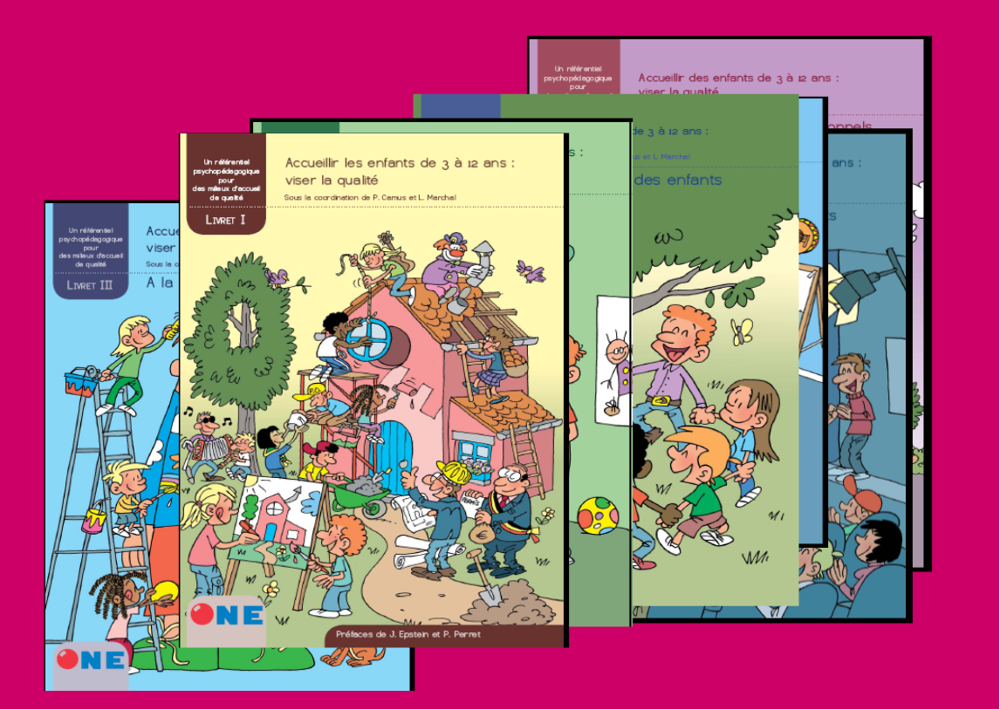 Un référentiel
psychopédagogique
pour
des milieux d'accueil
de qualité
LIVRET III
Accue
viser
Sous la c
A la
ONE
Un référentiel
psychopédagogique
pour
des milieux d'accueil
de qualité
LIVRET I
Accueillir les enfants de 3 à 12 ans :
viser la qualité
Sous la coordination de P. Camus et L. Marchal
P.O.
PERMIS
ONE
Préfaces de J. Epstein et P. Perret
s :
de 3 à 12 ans :
us et L. Marchal
des enfants
Un référentiel
psychopédagogique
pour
Accueillir des enfants de 3 à 12 ans :
viser la qualité
nnels
ans :
s